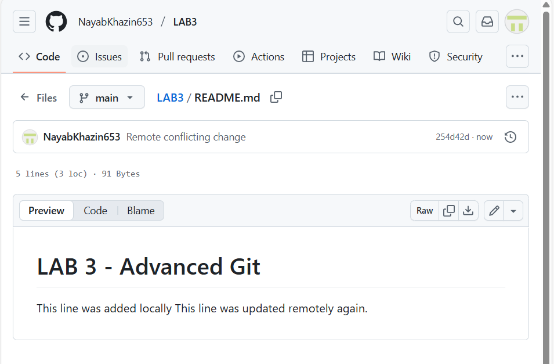 NayabKhazin653 / LAB3
Code Issues Pull requests Actions Projects Wiki Security
Files main LAB3 / README.md
NayabKhazin653 Remote conflicting change 254d42d · now
5 lines (3 loc) · 91 Bytes
Preview Code Blame Raw
LAB 3 - Advanced Git
This line was added locally This line was updated remotely again.